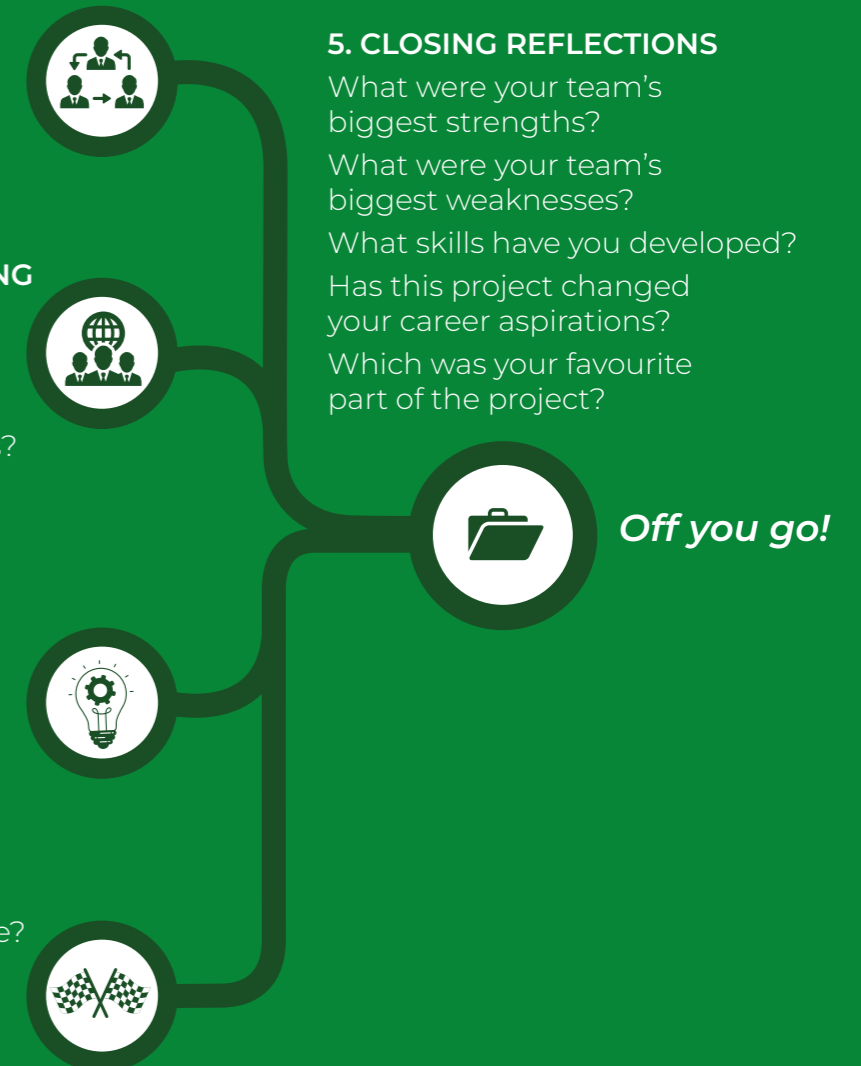 5. CLOSING REFLECTIONS
What were your team’s
biggest strengths?
What were your team’s
biggest weaknesses?
What skills have you developed?
Has this project changed
your career aspirations?
Which was your favourite
part of the project?
Off you go!